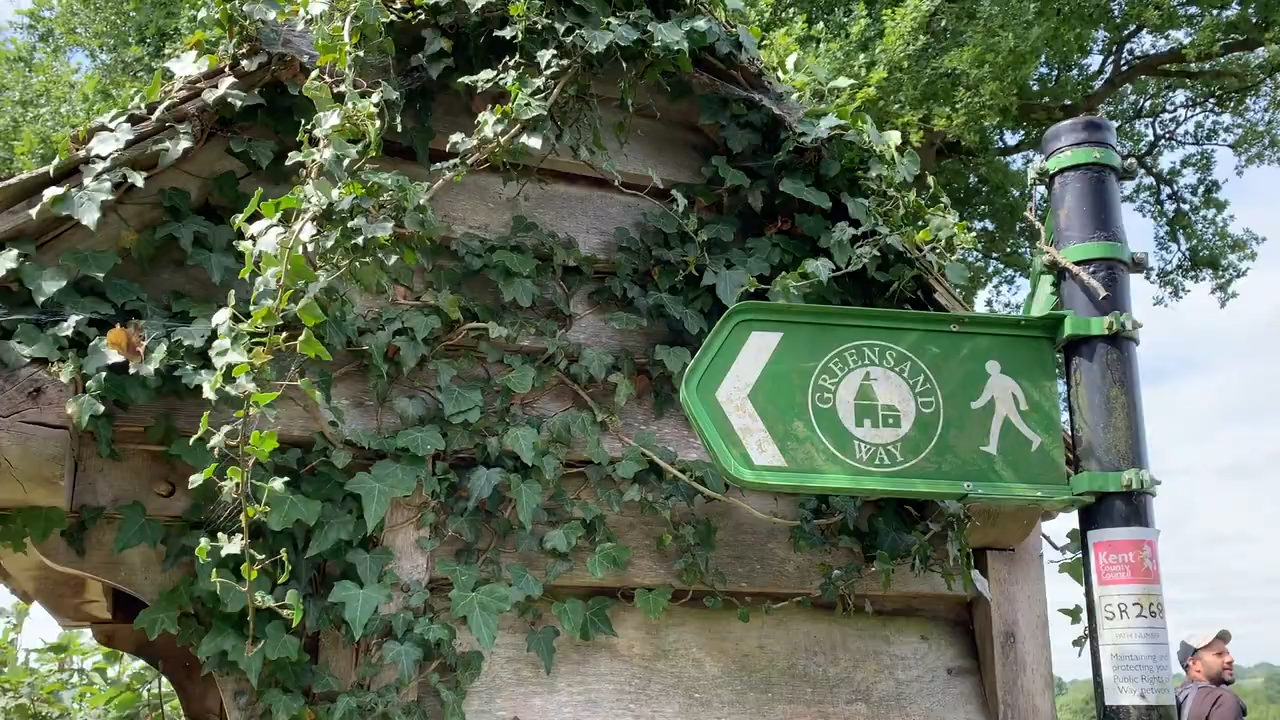 GREENSAND
WAY
Kent
County
Council
SR268
PATH NUMBER
Maintaining and
protecting your
Public Rights of
Way network